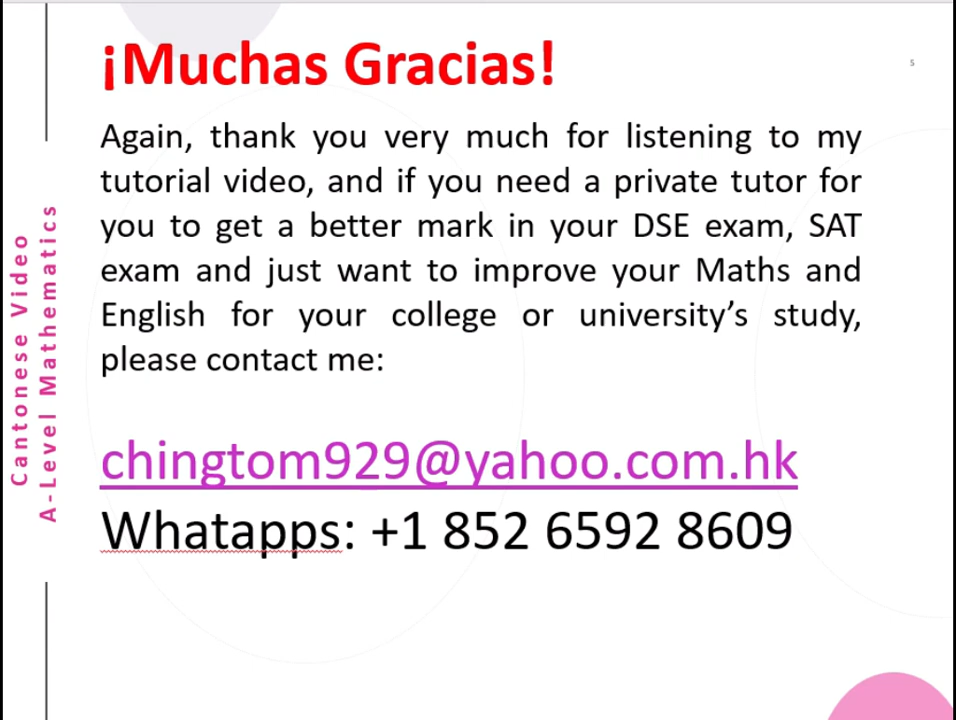 ¡Muchas Gracias!
5
Again, thank you very much for listening to my
tutorial video, and if you need a private tutor for
you to get a better mark in your DSE exam, SAT
exam and just want to improve your Maths and
English for your college or university’s study,
please contact me:
chingtom929@yahoo.com.hk
Whatapps: +1 852 6592 8609
Cantonese Video
A-Level Mathematics